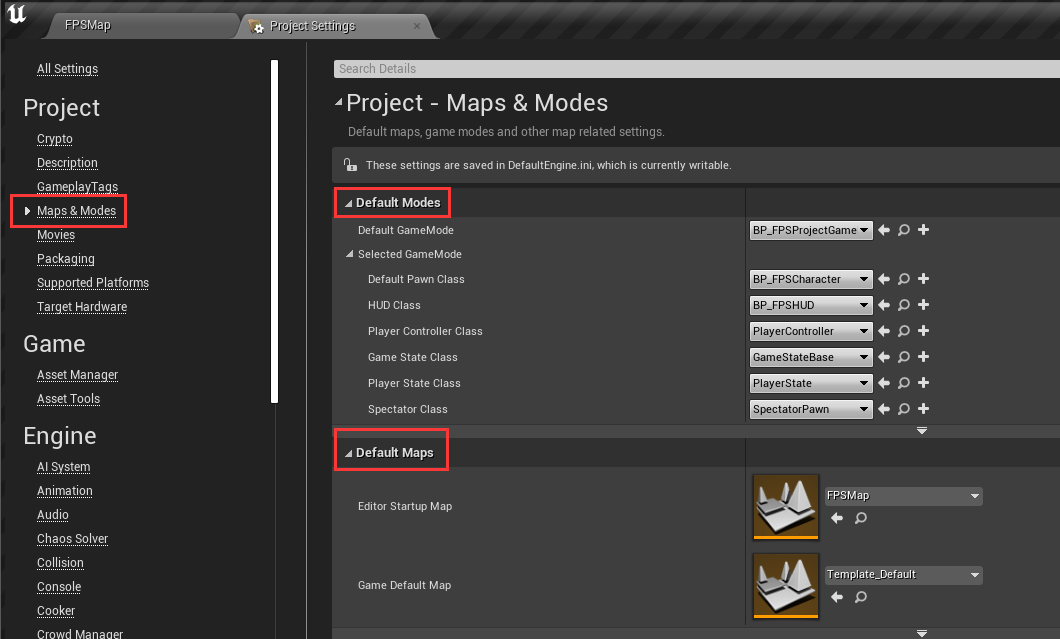 FPSMap
Project Settings
All Settings
Project
Crypto
Description
GameplayTags
Maps & Modes
Movies
Packaging
Supported Platforms
Target Hardware
Game
Asset Manager
Asset Tools
Engine
AI System
Animation
Audio
Chaos Solver
Collision
Console
Cooker
Crowd Manager
Search Details
Project - Maps & Modes
Default maps, game modes and other map related settings.
These settings are saved in DefaultEngine.ini, which is currently writable.
Default Modes
Default GameMode BP_FPSProjectGame
Selected GameMode
Default Pawn Class BP_FPSCharacter
HUD Class BP_FPSHUD
Player Controller Class PlayerController
Game State Class GameStateBase
Player State Class PlayerState
Spectator Class SpectatorPawn
Default Maps
Editor Startup Map FPSMap
Game Default Map Template_Default